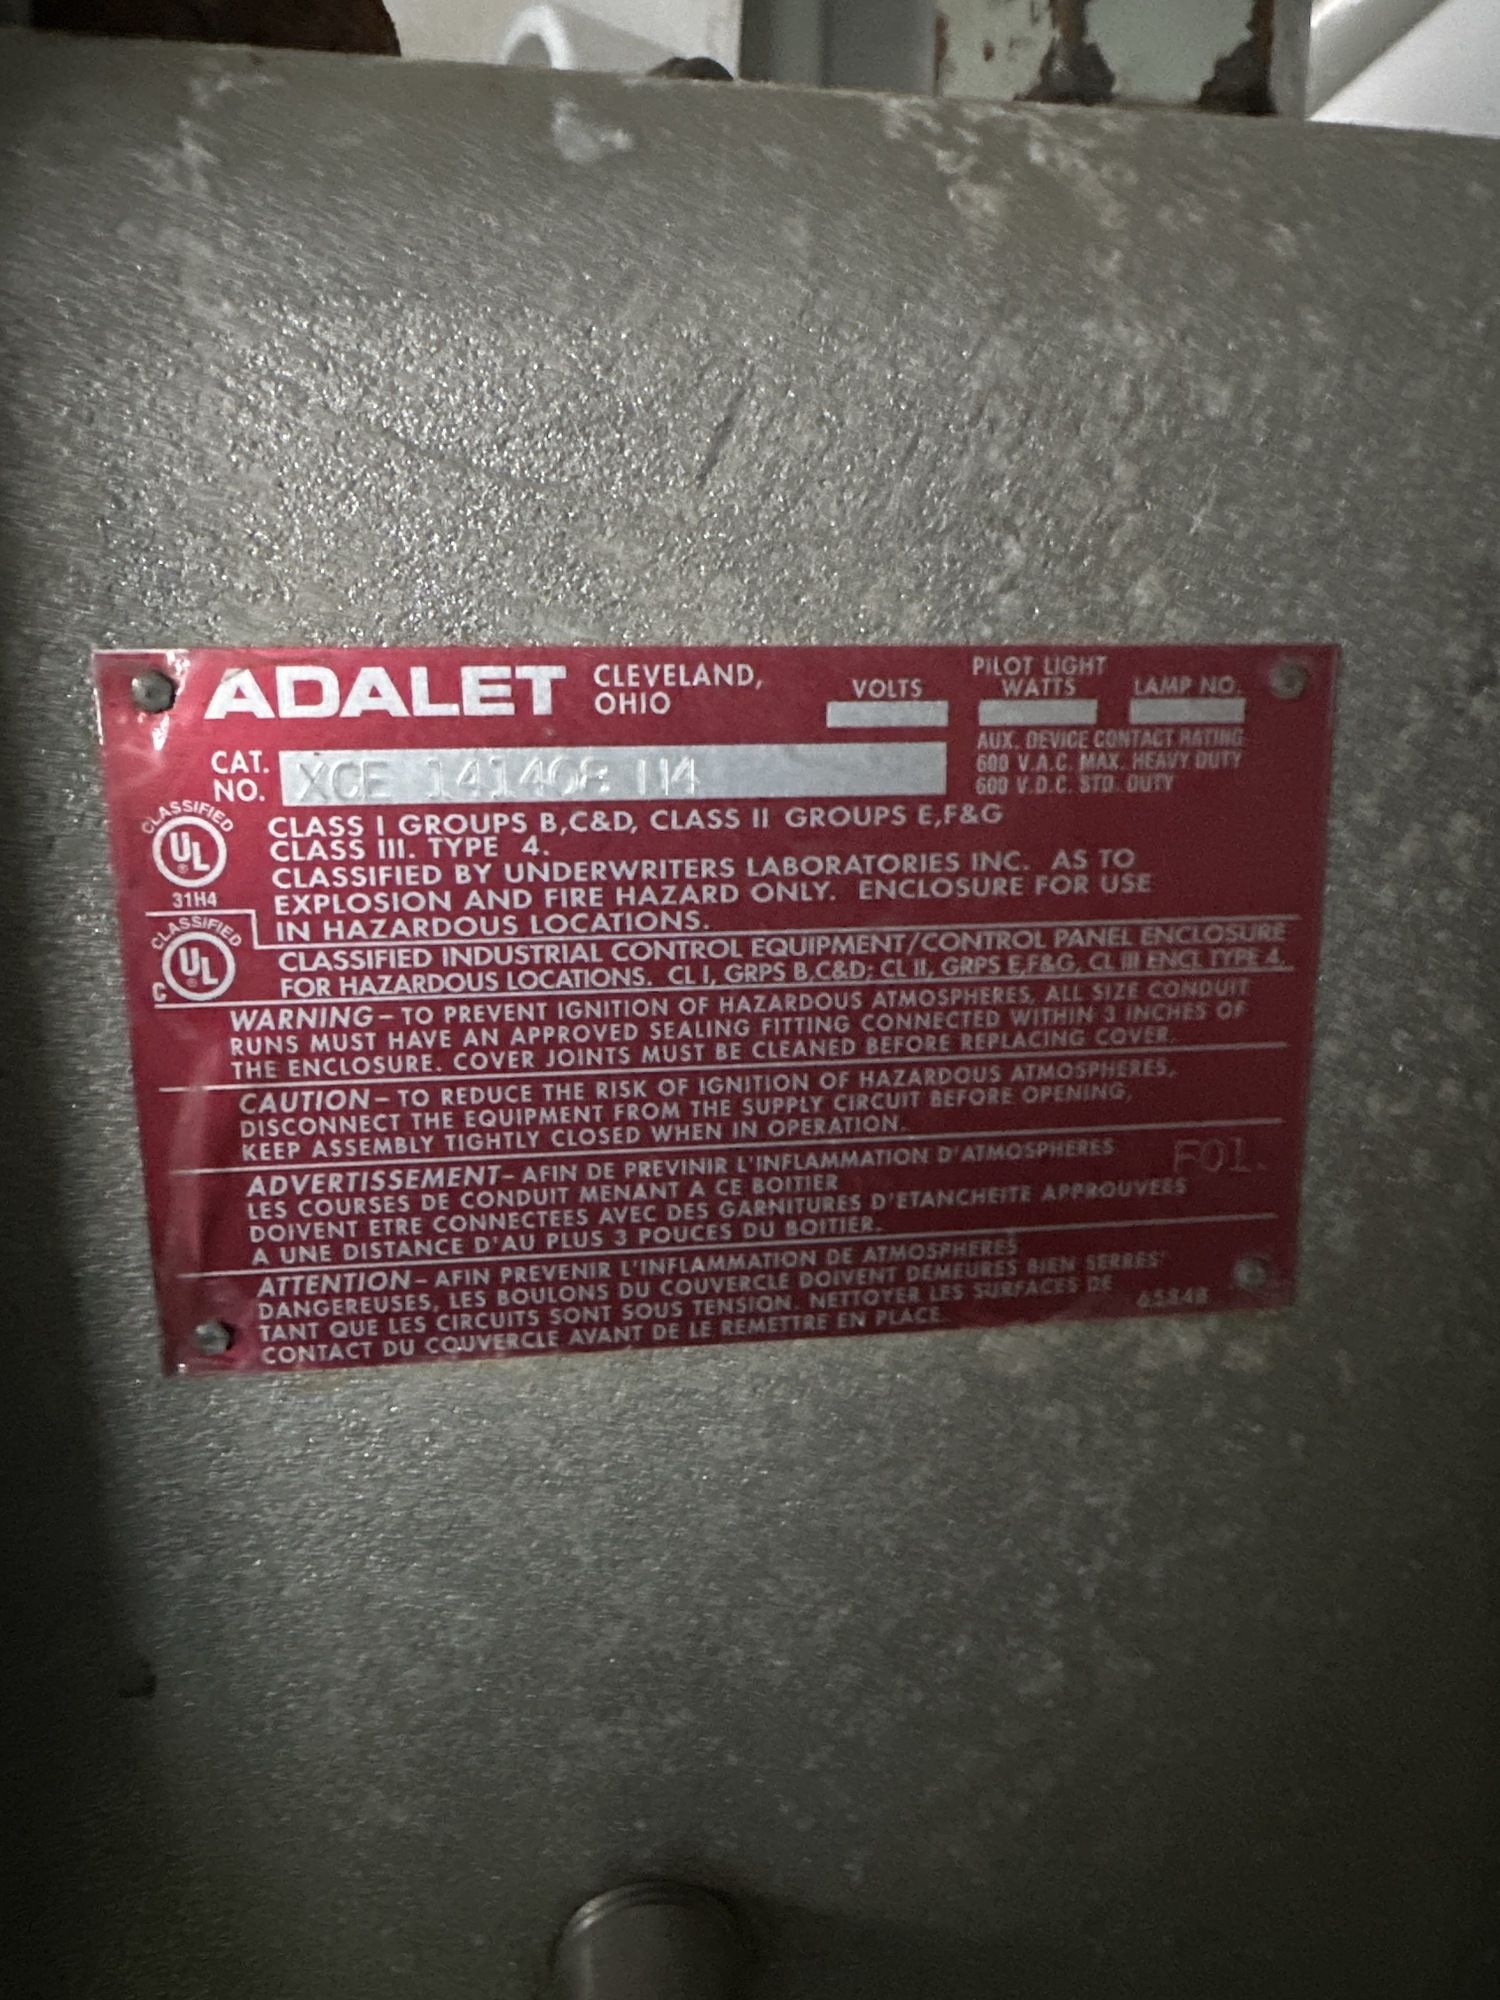 ADALET CLEVELAND,
OHIO
VOLTS
PILOT LIGHT
WATTS
LAMP NO.
AUX. DEVICE CONTACT RATING
600 V.A.C. MAX. HEAVY DUTY
600 V.D.C. STD. DUTY
CAT.
NO.
XCE 141408 N4
CLASSIFIED
UL
31H4
CLASS I GROUPS B,C&D, CLASS II GROUPS E,F&G
CLASS III. TYPE 4.
CLASSIFIED BY UNDERWRITERS LABORATORIES INC. AS TO
EXPLOSION AND FIRE HAZARD ONLY. ENCLOSURE FOR USE
IN HAZARDOUS LOCATIONS.
CLASSIFIED
C UL
CLASSIFIED INDUSTRIAL CONTROL EQUIPMENT/CONTROL PANEL ENCLOSURE
FOR HAZARDOUS LOCATIONS. CL I, GRPS B,C&D; CL II, GRPS E,F&G, CL III ENCL TYPE 4.
WARNING – TO PREVENT IGNITION OF HAZARDOUS ATMOSPHERES, ALL SIZE CONDUIT
RUNS MUST HAVE AN APPROVED SEALING FITTING CONNECTED WITHIN 3 INCHES OF
THE ENCLOSURE. COVER JOINTS MUST BE CLEANED BEFORE REPLACING COVER.
CAUTION – TO REDUCE THE RISK OF IGNITION OF HAZARDOUS ATMOSPHERES,
DISCONNECT THE EQUIPMENT FROM THE SUPPLY CIRCUIT BEFORE OPENING,
KEEP ASSEMBLY TIGHTLY CLOSED WHEN IN OPERATION.
ADVERTISSEMENT – AFIN DE PREVINIR L'INFLAMMATION D'ATMOSPHERES
LES COURSES DE CONDUIT MENANT A CE BOITIER
DOIVENT ETRE CONNECTEES AVEC DES GARNITURES D'ETANCHEITE APPROUVEES
A UNE DISTANCE D'AU PLUS 3 POUCES DU BOITIER.
F01.
ATTENTION – AFIN PREVENIR L'INFLAMMATION DE ATMOSPHERES
DANGEREUSES, LES BOULONS DU COUVERCLE DOIVENT DEMEURES BIEN SERRES'
TANT QUE LES CIRCUITS SONT SOUS TENSION. NETTOYER LES SURFACES DE
CONTACT DU COUVERCLE AVANT DE LE REMETTRE EN PLACE.